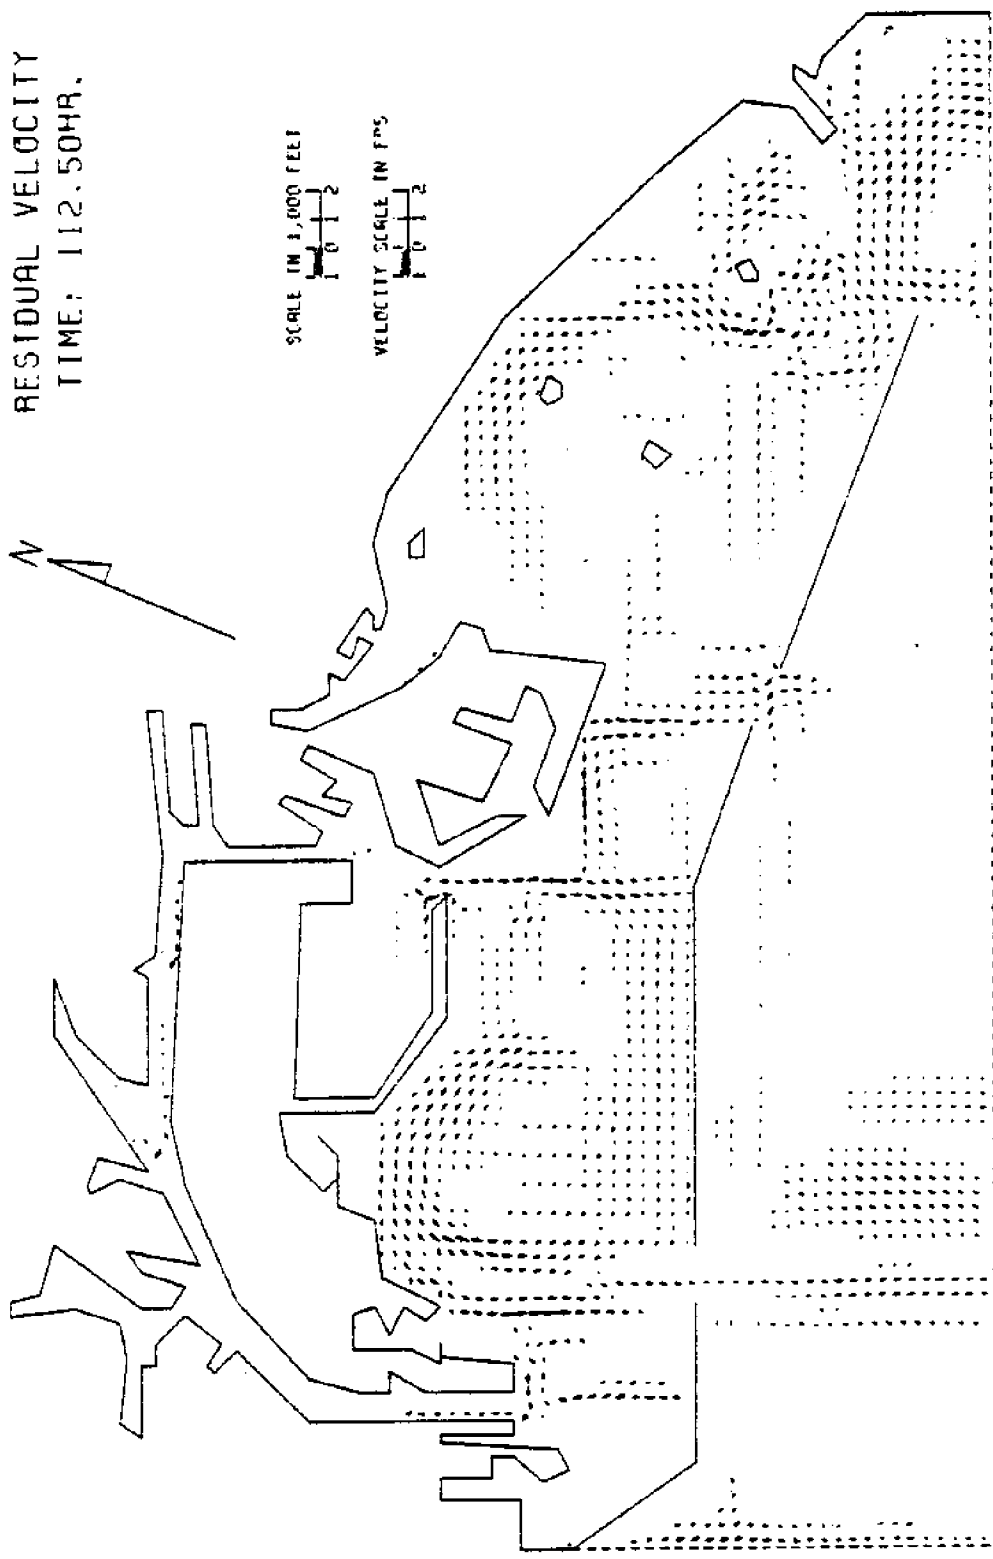 RESIDUAL VELOCITY
TIME: 112.50HR.
N
SCALE IN 1,000 FEET
1 0 1 2
VELOCITY SCALE IN FPS
1 0 1 2